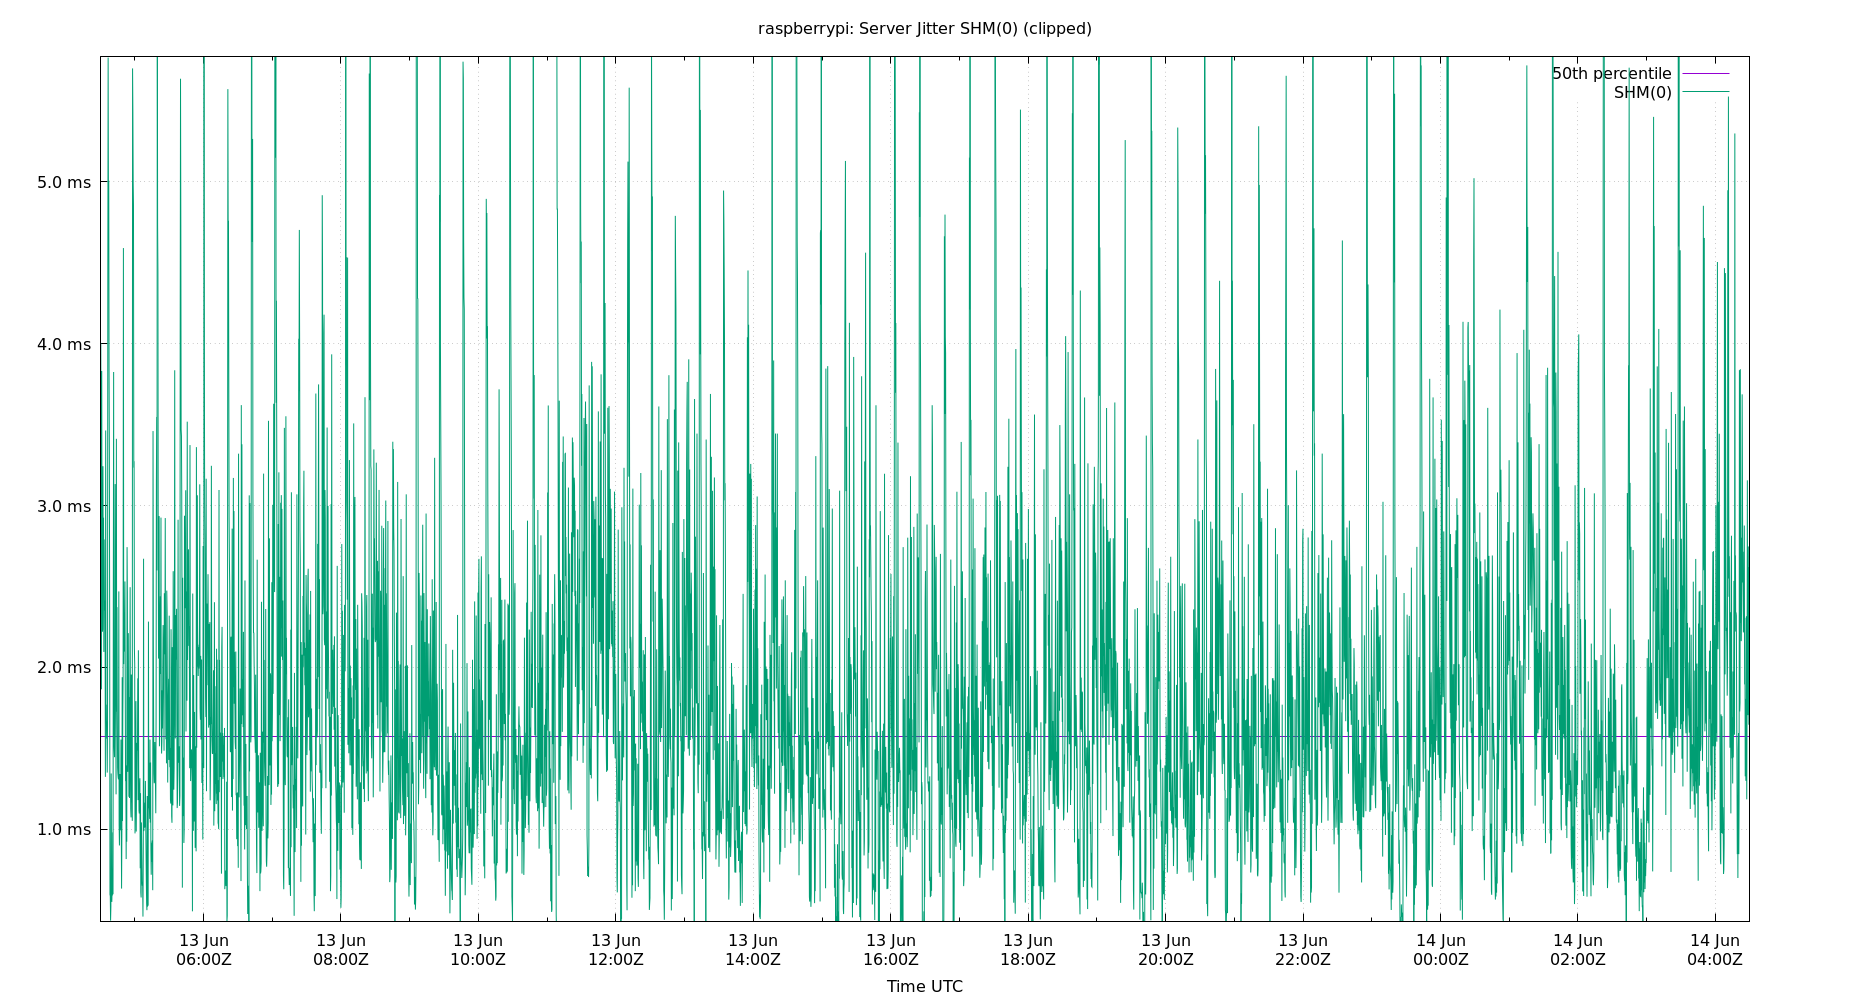 raspberrypi: Server Jitter SHM(0) (clipped)
50th percentile
SHM(0)
5.0 ms
4.0 ms
3.0 ms
2.0 ms
1.0 ms
13 Jun 13 Jun 13 Jun 13 Jun 13 Jun 13 Jun 13 Jun 13 Jun 13 Jun 14 Jun 14 Jun 14 Jun
06:00Z 08:00Z 10:00Z 12:00Z 14:00Z 16:00Z 18:00Z 20:00Z 22:00Z 00:00Z 02:00Z 04:00Z
Time UTC